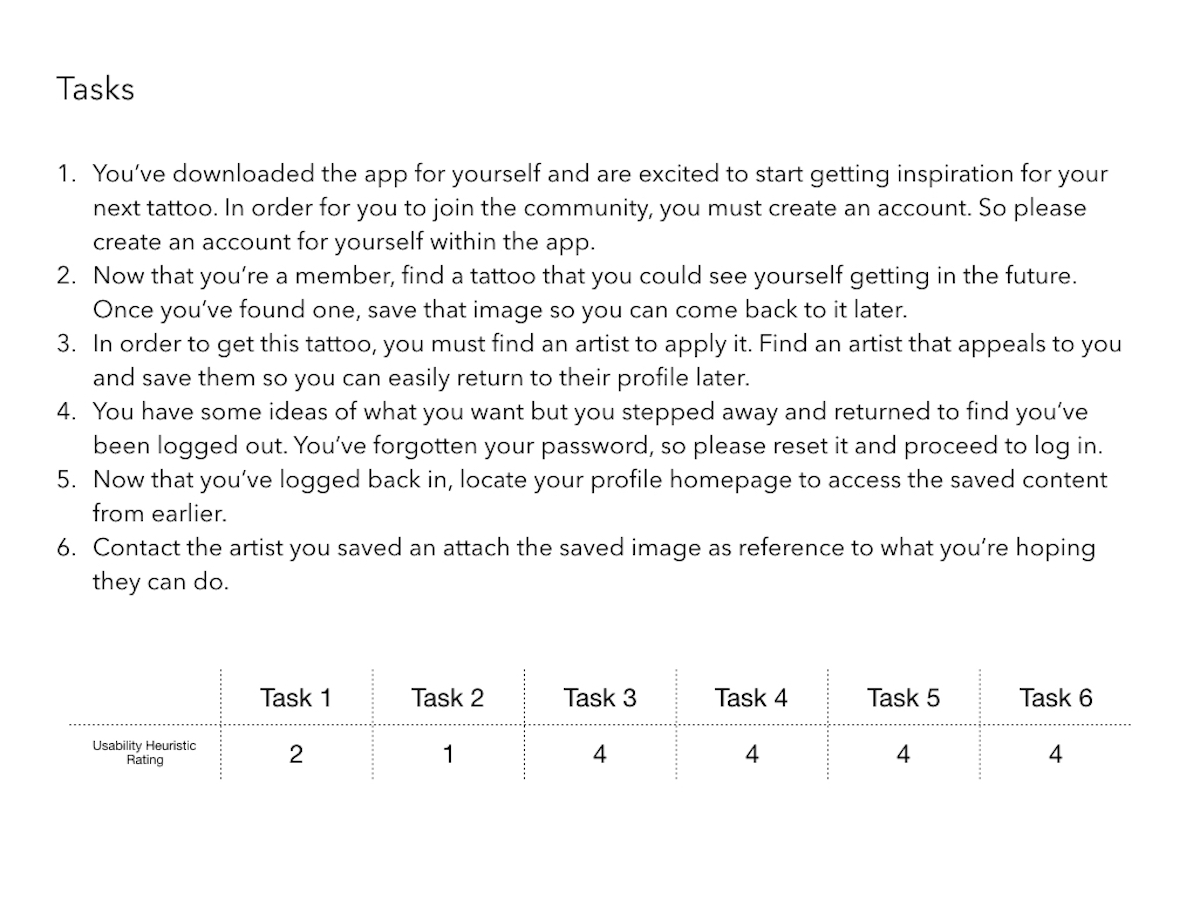 Tasks
1. You’ve downloaded the app for yourself and are excited to start getting inspiration for your
next tattoo. In order for you to join the community, you must create an account. So please
create an account for yourself within the app.
2. Now that you’re a member, find a tattoo that you could see yourself getting in the future.
Once you’ve found one, save that image so you can come back to it later.
3. In order to get this tattoo, you must find an artist to apply it. Find an artist that appeals to you
and save them so you can easily return to their profile later.
4. You have some ideas of what you want but you stepped away and returned to find you’ve
been logged out. You’ve forgotten your password, so please reset it and proceed to log in.
5. Now that you’ve logged back in, locate your profile homepage to access the saved content
from earlier.
6. Contact the artist you saved an attach the saved image as reference to what you’re hoping
they can do.
Task 1 Task 2 Task 3 Task 4 Task 5 Task 6
Usability Heuristic
Rating
2 1 4 4 4 4